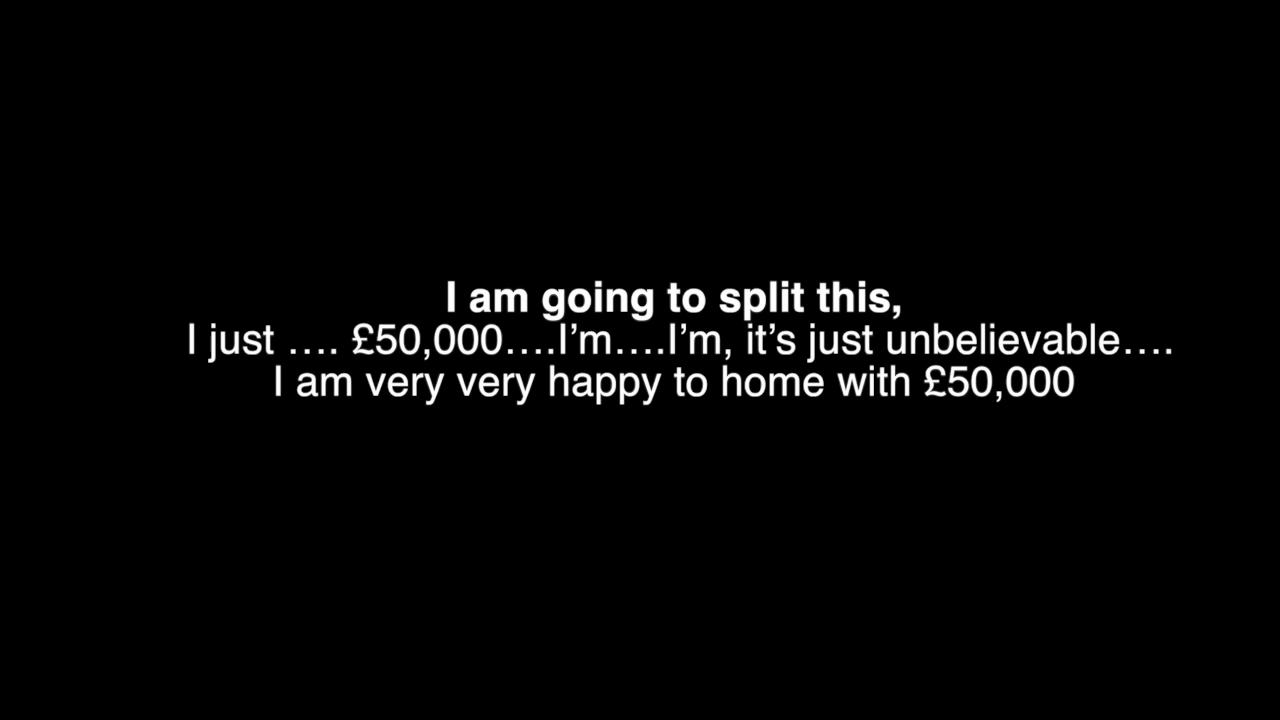 I am going to split this,
I just …. £50,000….I’m….I’m, it’s just unbelievable….
I am very very happy to home with £50,000